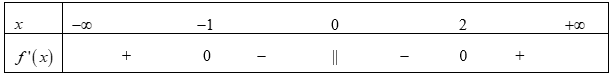 x −∞ −1 0 2 +∞
f'(x) + 0 − || − 0 +